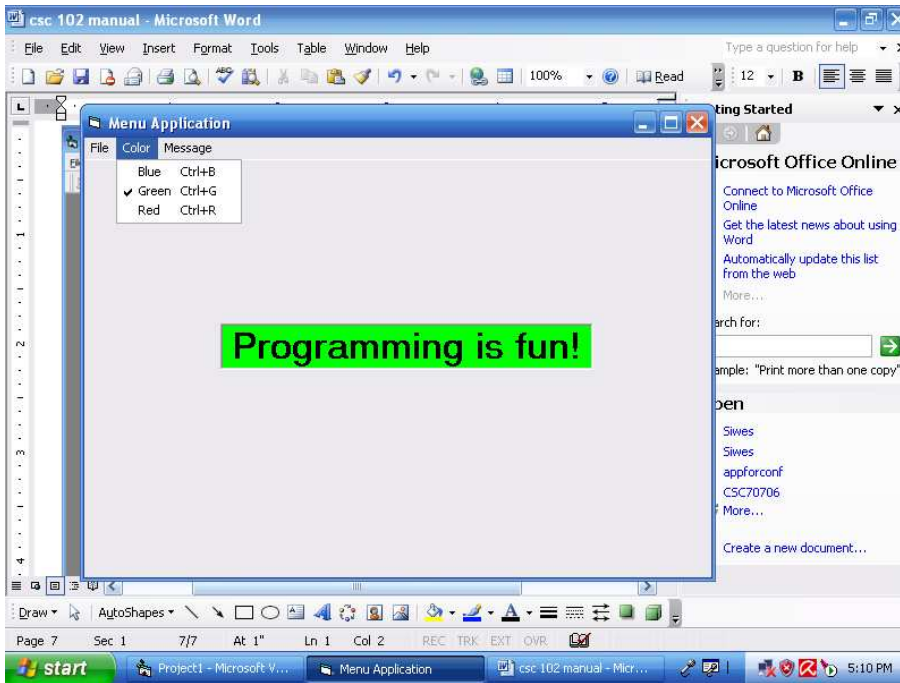 csc 102 manual - Microsoft Word
File Edit View Insert Format Tools Table Window Help Type a question for help
100% Read 12 B
Menu Application
File Color Message
Blue Ctrl+B
Green Ctrl+G
Red Ctrl+R
Programming is fun!
ting Started
icrosoft Office Online
Connect to Microsoft Office
Online
Get the latest news about using
Word
Automatically update this list
from the web
More...
arch for:
ample: "Print more than one copy"
pen
Siwes
Siwes
appforconf
CSC70706
More...
Create a new document...
Draw AutoShapes
Page 7 Sec 1 7/7 At 1" Ln 1 Col 2 REC TRK EXT OVR
start Project1 - Microsoft V... Menu Application csc 102 manual - Micr... 5:10 PM